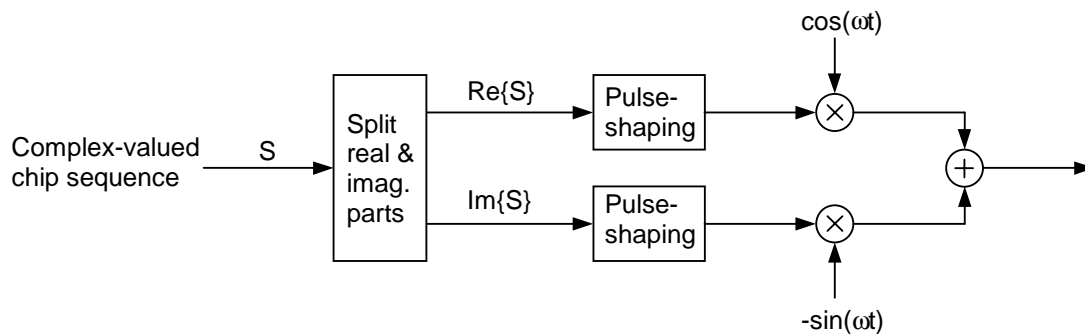 cos(ωt)
Complex-valued
chip sequence
S
Split
real &
imag.
parts
Re{S}
Pulse-
shaping
Im{S}
Pulse-
shaping
-sin(ωt)